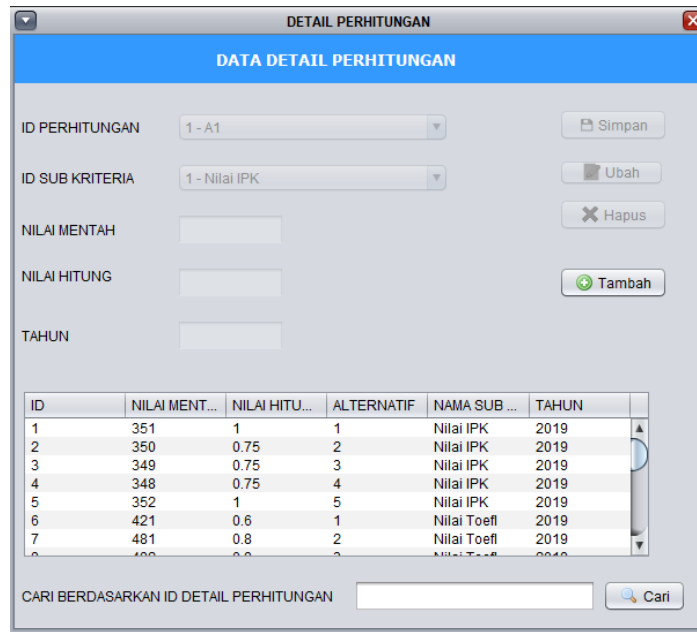 DETAIL PERHITUNGAN
DATA DETAIL PERHITUNGAN
ID PERHITUNGAN 1 - A1 Simpan
ID SUB KRITERIA 1 - Nilai IPK Ubah
Hapus
NILAI MENTAH
NILAI HITUNG Tambah
TAHUN
ID NILAI MENT... NILAI HITU... ALTERNATIF NAMA SUB ... TAHUN
1 351 1 1 Nilai IPK 2019
2 350 0.75 2 Nilai IPK 2019
3 349 0.75 3 Nilai IPK 2019
4 348 0.75 4 Nilai IPK 2019
5 352 1 5 Nilai IPK 2019
6 421 0.6 1 Nilai Toefl 2019
7 481 0.8 2 Nilai Toefl 2019
CARI BERDASARKAN ID DETAIL PERHITUNGAN Cari